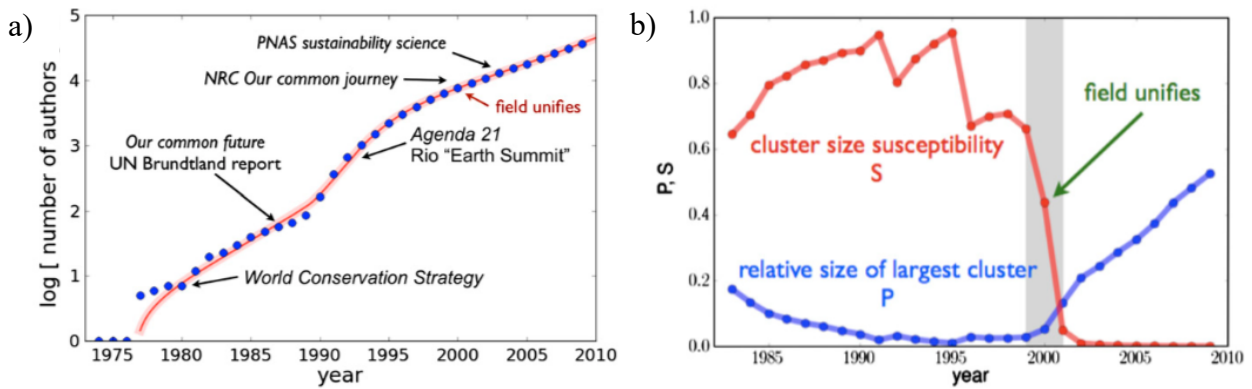 a)
log [ number of authors
5
4
3
2
1
0
PNAS sustainability science
NRC Our common journey
field unifies
Our common future
UN Brundtland report
Agenda 21
Rio “Earth Summit”
World Conservation Strategy
1975 1980 1985 1990 1995 2000 2005 2010
year
b)
P, S
1.0
0.8
0.6
0.4
0.2
0.0
field unifies
cluster size susceptibility
S
relative size of largest cluster
P
1985 1990 1995 2000 2005 2010
year